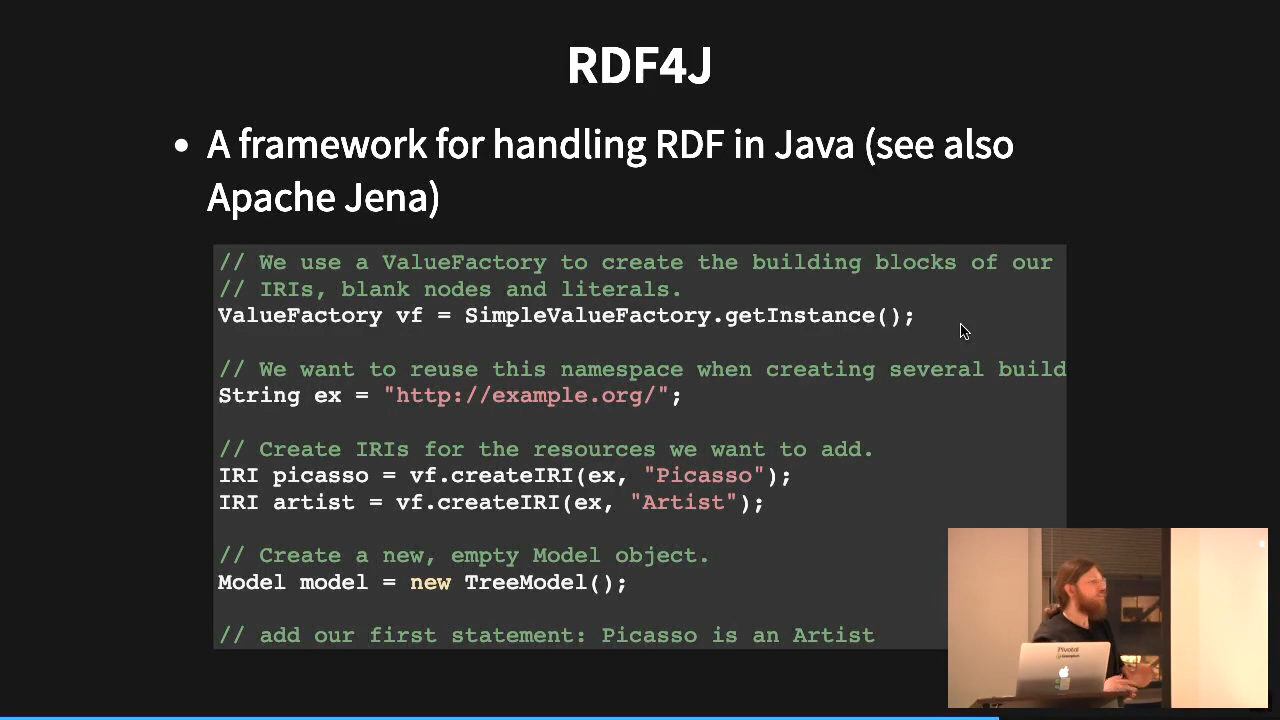 RDF4J
• A framework for handling RDF in Java (see also
Apache Jena)
// We use a ValueFactory to create the building blocks of our
// IRIs, blank nodes and literals.
ValueFactory vf = SimpleValueFactory.getInstance();
// We want to reuse this namespace when creating several build
String ex = "http://example.org/";
// Create IRIs for the resources we want to add.
IRI picasso = vf.createIRI(ex, "Picasso");
IRI artist = vf.createIRI(ex, "Artist");
// Create a new, empty Model object.
Model model = new TreeModel();
// add our first statement: Picasso is an Artist
Pivotal